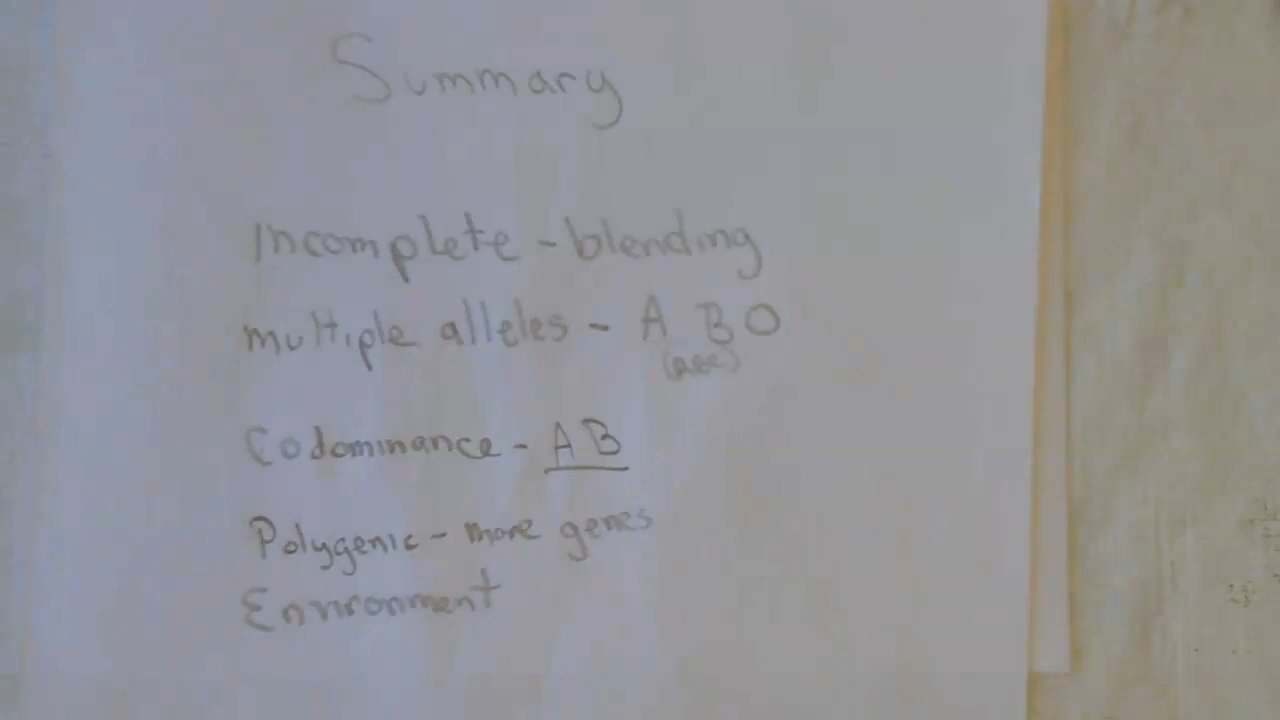 Summary
Incomplete - blending
multiple alleles - A B O
Codominance - AB
Polygenic - more genes
Environment